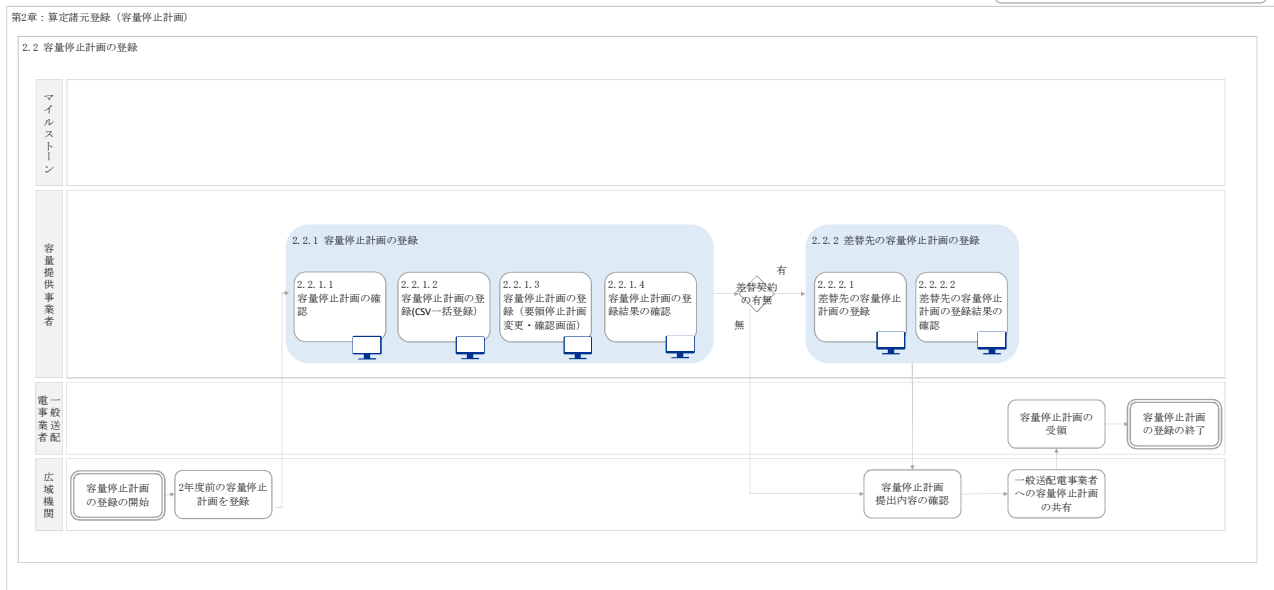 第2章：算定諸元登録（容量停止計画）
2.2 容量停止計画の登録
マイルストーン
容量提供事業者
2.2.1 容量停止計画の登録
2.2.1.1
容量停止計画の確
認
2.2.1.2
容量停止計画の登
録(CSV一括登録）
2.2.1.3
容量停止計画の登
録（要領停止計画
変更・確認画面）
2.2.1.4
容量停止計画の登
録結果の確認
差替契約
の有無
有
無
2.2.2 差替先の容量停止計画の登録
2.2.2.1
差替先の容量停止
計画の登録
2.2.2.2
差替先の容量停止
計画の登録結果の
確認
一般送配
電事業者
容量停止計画の
受領
容量停止計画
の登録の終了
広域機関
容量停止計画
の登録の開始
2年度前の容量停止
計画を登録
容量停止計画
提出内容の確認
一般送配電事業者
への容量停止計画
の共有